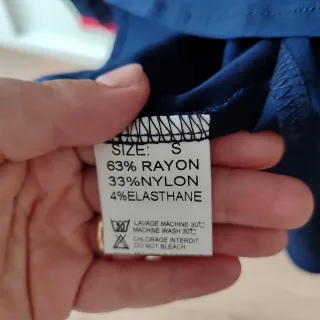 SIZE: S
63% RAYON
33%NYLON
4%ELASTHANE
LAVAGE MACHINE 30℃
MACHINE WASH 30℃
CHLORAGE INTERDIT
DO NOT BLEACH